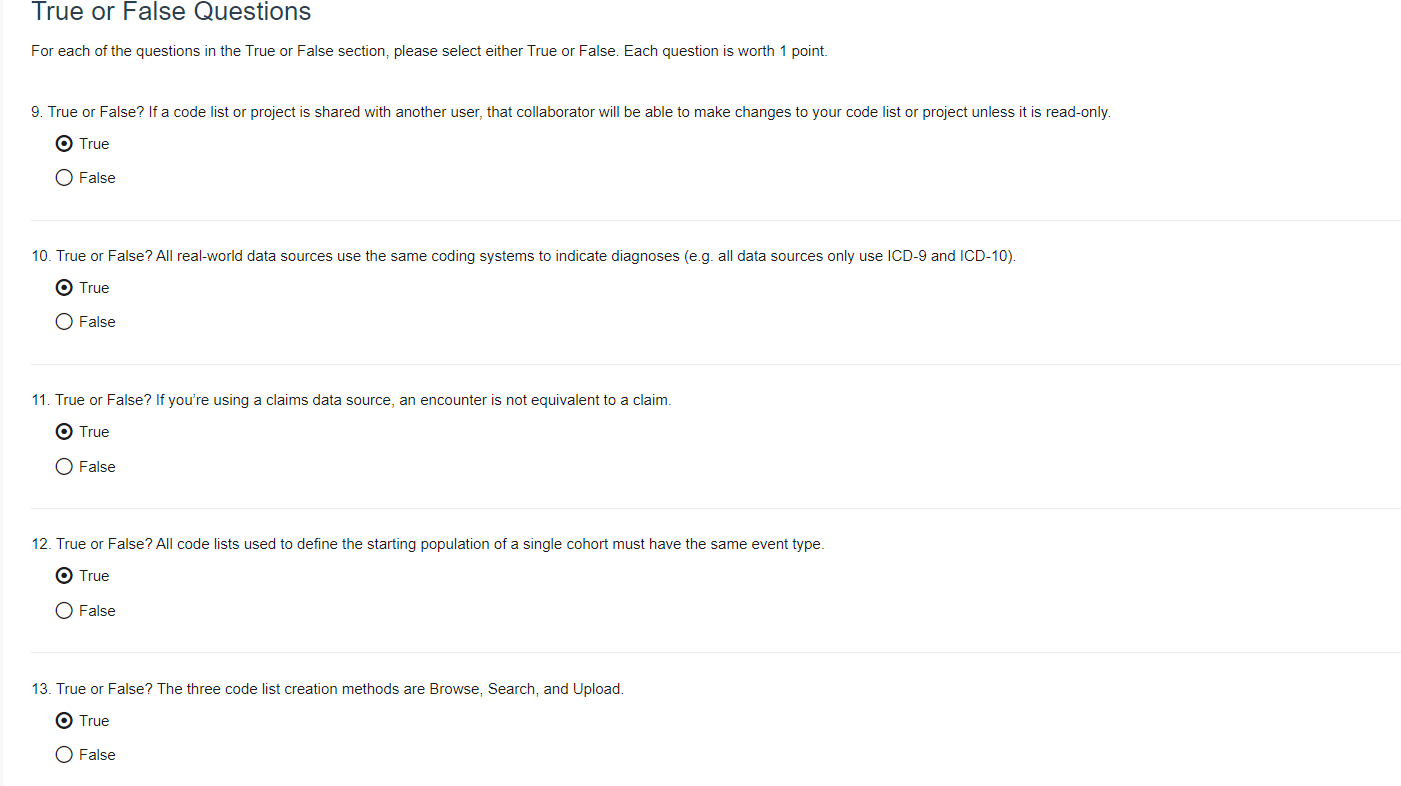 True or False Questions
For each of the questions in the True or False section, please select either True or False. Each question is worth 1 point.
9. True or False? If a code list or project is shared with another user, that collaborator will be able to make changes to your code list or project unless it is read-only.
True
False
10. True or False? All real-world data sources use the same coding systems to indicate diagnoses (e.g. all data sources only use ICD-9 and ICD-10).
True
False
11. True or False? If you're using a claims data source, an encounter is not equivalent to a claim.
True
False
12. True or False? All code lists used to define the starting population of a single cohort must have the same event type.
True
False
13. True or False? The three code list creation methods are Browse, Search, and Upload.
True
False